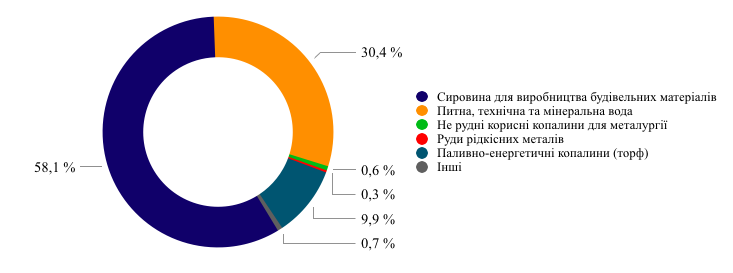 30,4 %
58,1 %
0,6 %
0,3 %
9,9 %
0,7 %
Сировина для виробництва будівельних матеріалів
Питна, технічна та мінеральна вода
Не рудні корисні копалини для металургії
Руди рідкісних металів
Паливно-енергетичні копалини (торф)
Інші